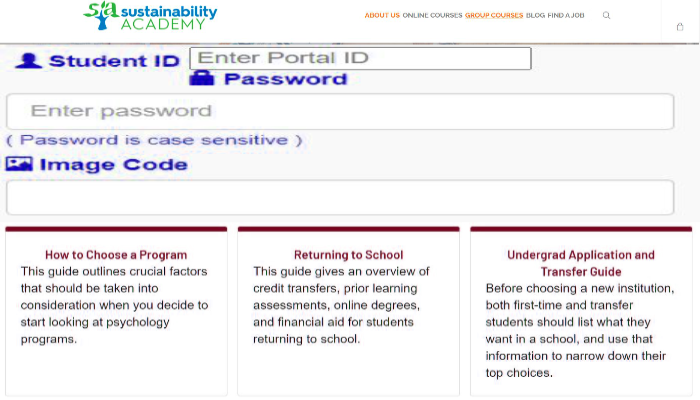 sia sustainability
ACADEMY
ABOUT US ONLINE COURSES GROUP COURSES BLOG FIND A JOB
Student ID Enter Portal ID
Password
Enter password
( Password is case sensitive )
Image Code
How to Choose a Program
This guide outlines crucial factors
that should be taken into
consideration when you decide to
start looking at psychology
programs.
Returning to School
This guide gives an overview of
credit transfers, prior learning
assessments, online degrees,
and financial aid for students
returning to school.
Undergrad Application and
Transfer Guide
Before choosing a new institution,
both first-time and transfer
students should list what they
want in a school, and use that
information to narrow down their
top choices.